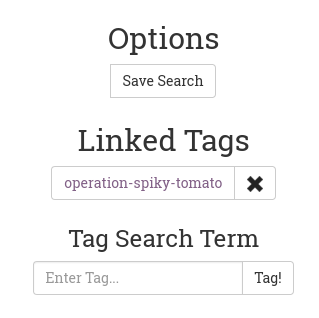 Options
Save Search
Linked Tags
operation-spiky-tomato
Tag Search Term
Enter Tag... Tag!